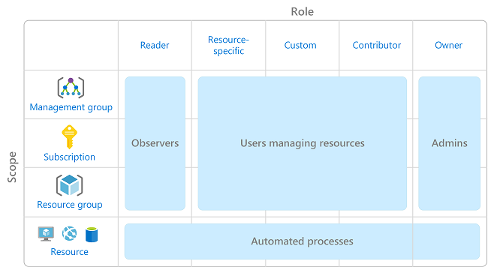 Role
Reader
Resource-
specific
Custom
Contributor
Owner
Scope
Management group
Subscription
Resource group
Resource
Observers
Users managing resources
Admins
Automated processes